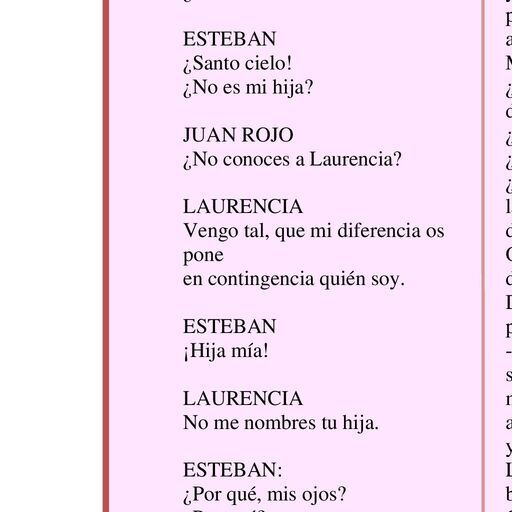 ESTEBAN
¿Santo cielo!
¿No es mi hija?
JUAN ROJO
¿No conoces a Laurencia?
LAURENCIA
Vengo tal, que mi diferencia os
pone
en contingencia quién soy.
ESTEBAN
¡Hija mía!
LAURENCIA
No me nombres tu hija.
ESTEBAN:
¿Por qué, mis ojos?